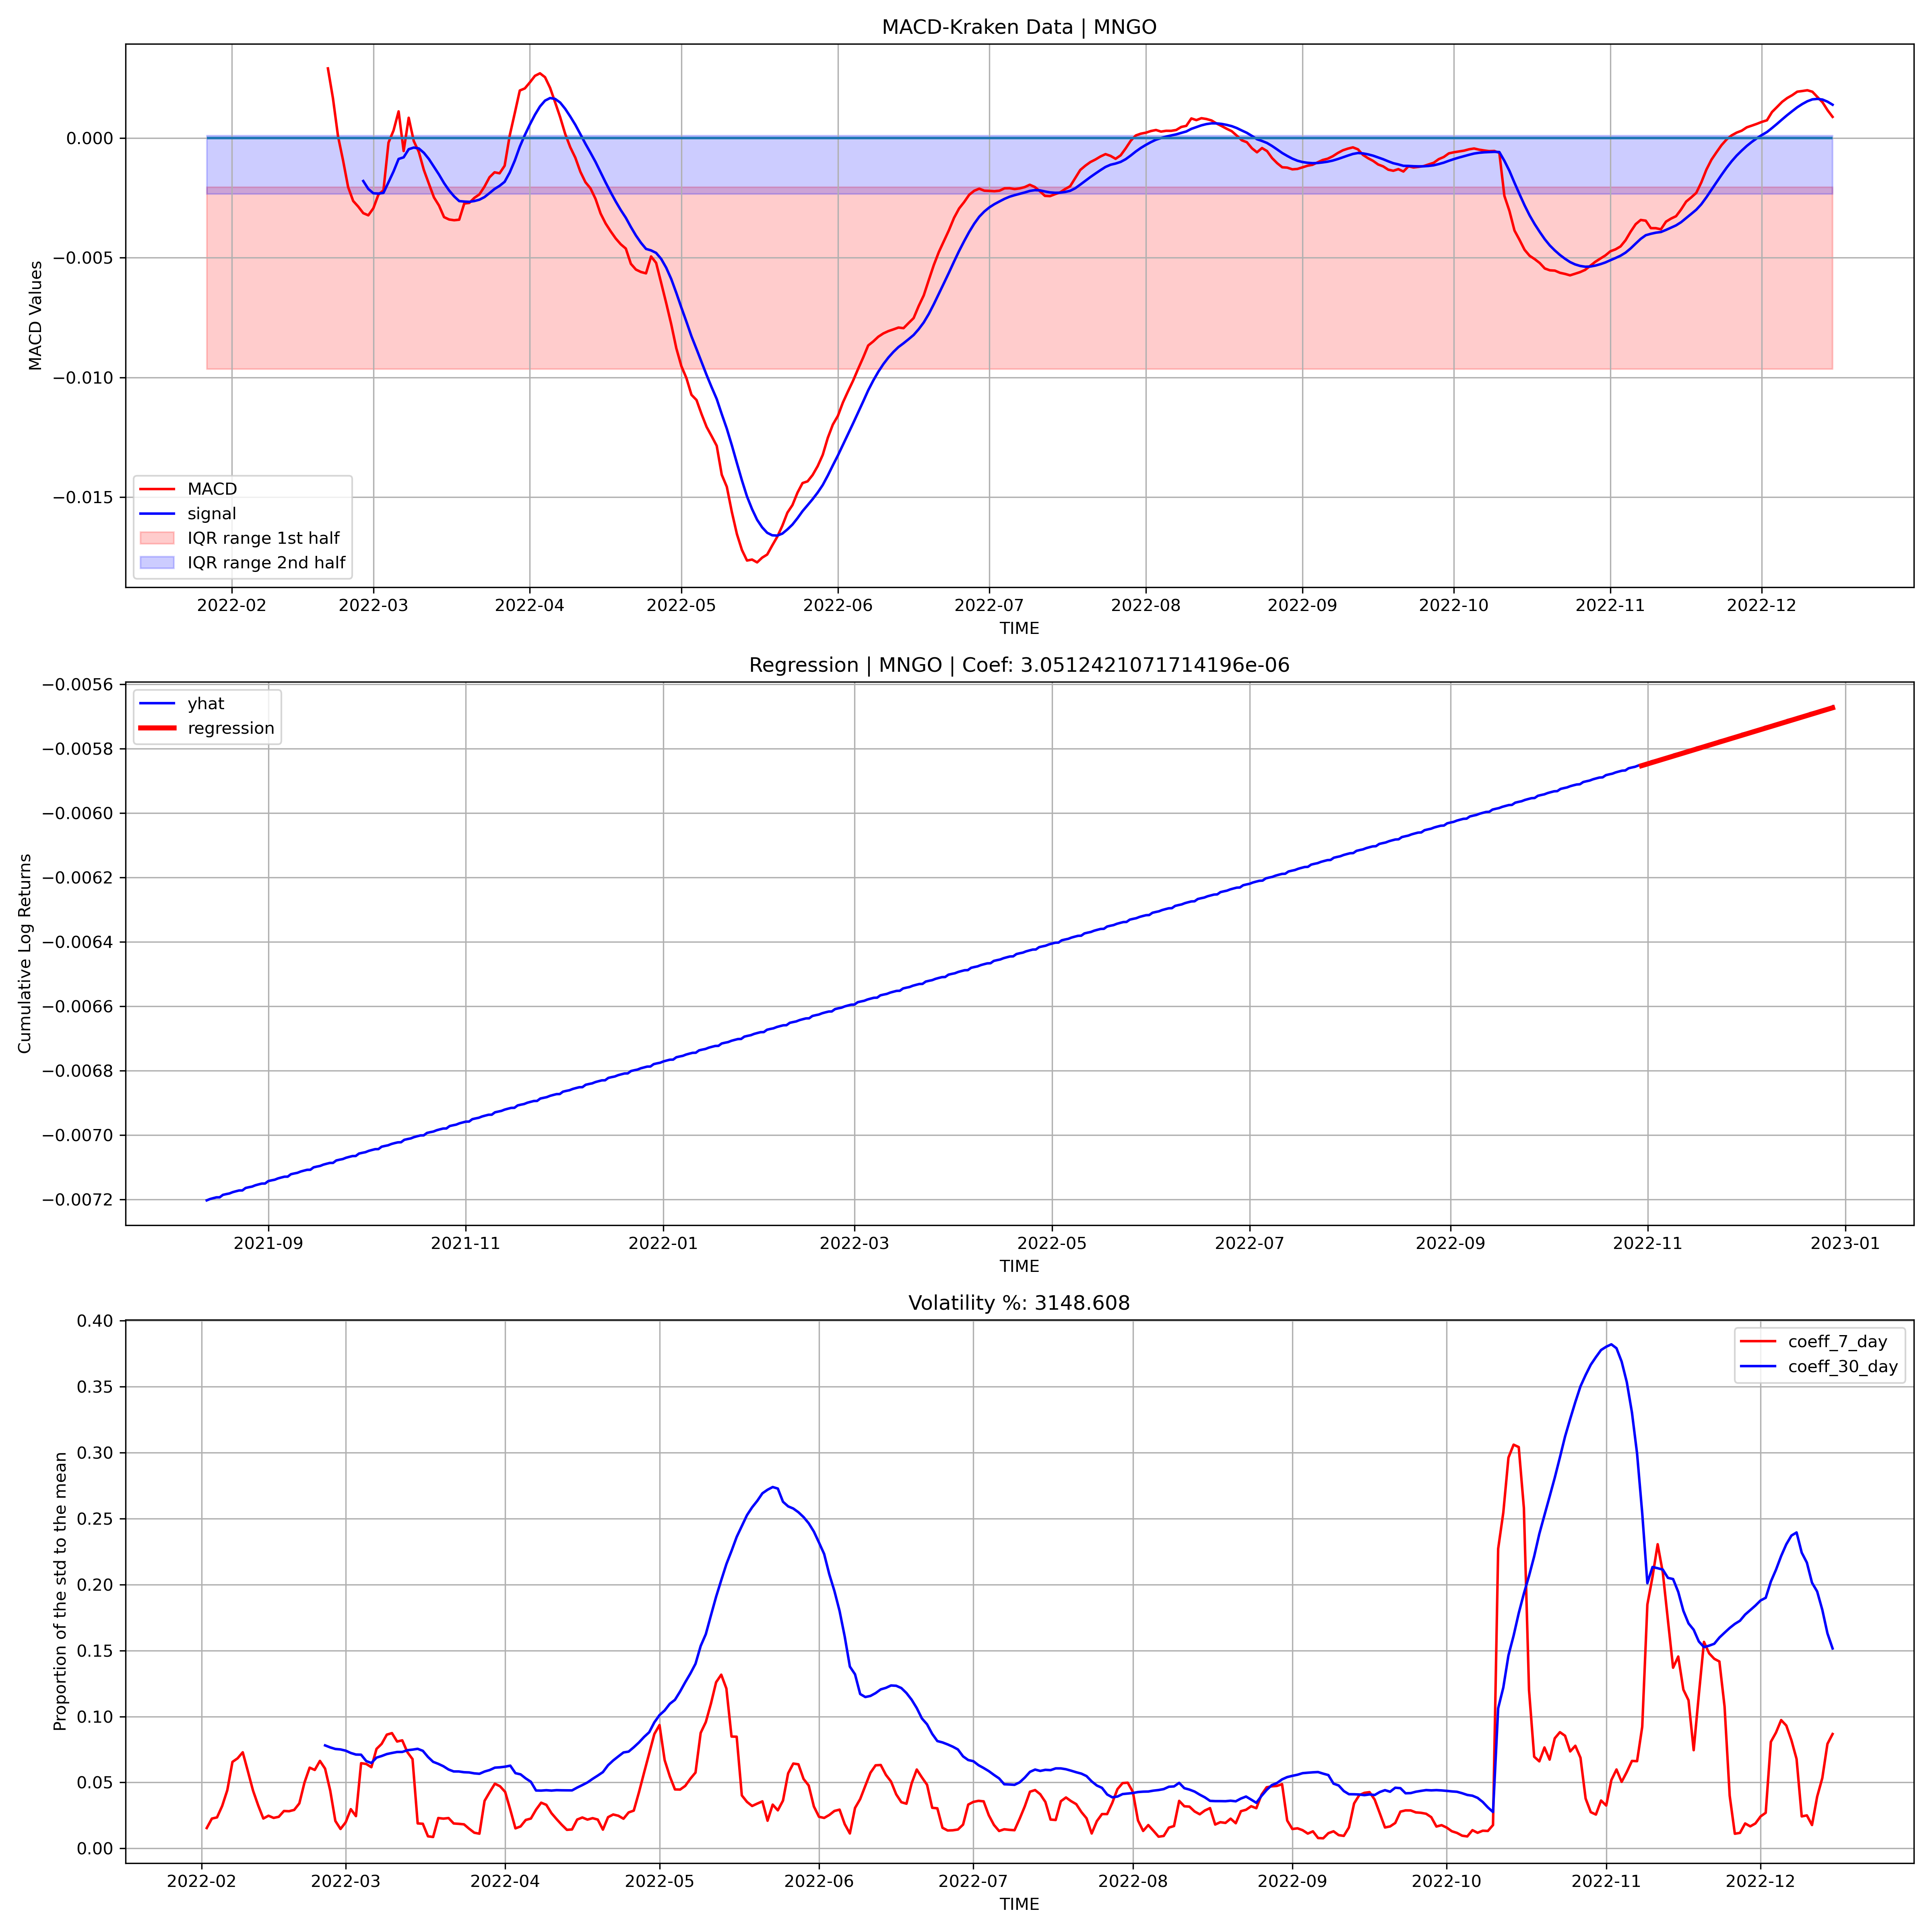 MACD-Kraken Data | MNGO
MACD Values
0.000
−0.005
−0.010
−0.015
MACD
signal
IQR range 1st half
IQR range 2nd half
2022-02 2022-03 2022-04 2022-05 2022-06 2022-07 2022-08 2022-09 2022-10 2022-11 2022-12
TIME
Regression | MNGO | Coef: 3.0512421071714196e-06
Cumulative Log Returns
−0.0056
−0.0058
−0.0060
−0.0062
−0.0064
−0.0066
−0.0068
−0.0070
−0.0072
yhat
regression
2021-09 2021-11 2022-01 2022-03 2022-05 2022-07 2022-09 2022-11 2023-01
TIME
Volatility %: 3148.608
Proportion of the std to the mean
0.40
0.35
0.30
0.25
0.20
0.15
0.10
0.05
0.00
coeff_7_day
coeff_30_day
2022-02 2022-03 2022-04 2022-05 2022-06 2022-07 2022-08 2022-09 2022-10 2022-11 2022-12
TIME